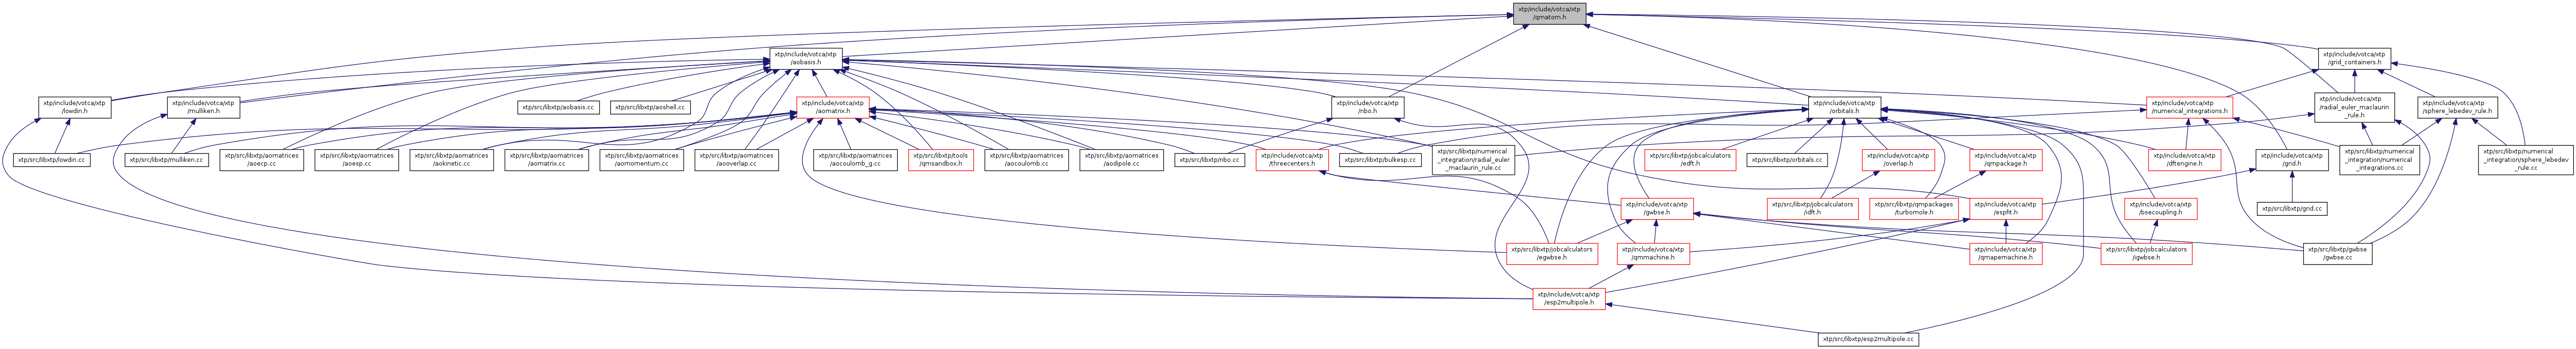 xtp/include/votca/xtp
/qmatom.h
xtp/include/votca/xtp
/aobasis.h
xtp/include/votca/xtp
/grid_containers.h
xtp/include/votca/xtp
/lowdin.h
xtp/include/votca/xtp
/mulliken.h
xtp/src/libxtp/aobasis.cc
xtp/src/libxtp/aoshell.cc
xtp/include/votca/xtp
/aomatrix.h
xtp/include/votca/xtp
/nbo.h
xtp/include/votca/xtp
/orbitals.h
xtp/include/votca/xtp
/numerical_integrations.h
xtp/include/votca/xtp
/radial_euler_maclaurin
_rule.h
xtp/include/votca/xtp
/sphere_lebedev_rule.h
xtp/src/libxtp/lowdin.cc
xtp/src/libxtp/mulliken.cc
xtp/src/libxtp/aomatrices
/aoecp.cc
xtp/src/libxtp/aomatrices
/aoesp.cc
xtp/src/libxtp/aomatrices
/aokinetic.cc
xtp/src/libxtp/aomatrices
/aomatrix.cc
xtp/src/libxtp/aomatrices
/aomomentum.cc
xtp/src/libxtp/aomatrices
/aooverlap.cc
xtp/src/libxtp/aomatrices
/aocoulomb_g.cc
xtp/src/libxtp/tools
/qmsandbox.h
xtp/src/libxtp/aomatrices
/aocoulomb.cc
xtp/src/libxtp/aomatrices
/aodipole.cc
xtp/src/libxtp/nbo.cc
xtp/include/votca/xtp
/threecenters.h
xtp/src/libxtp/bulkesp.cc
xtp/src/libxtp/numerical
_integration/radial_euler
_maclaurin_rule.cc
xtp/src/libxtp/jobcalculators
/edft.h
xtp/src/libxtp/orbitals.cc
xtp/include/votca/xtp
/overlap.h
xtp/include/votca/xtp
/qmpackage.h
xtp/include/votca/xtp
/dftengine.h
xtp/include/votca/xtp
/grid.h
xtp/src/libxtp/numerical
_integration/numerical
_integrations.cc
xtp/src/libxtp/numerical
_integration/sphere_lebedev
_rule.cc
xtp/include/votca/xtp
/gwbse.h
xtp/src/libxtp/jobcalculators
/idft.h
xtp/src/libxtp/qmpackages
/turbomole.h
xtp/include/votca/xtp
/espfit.h
xtp/include/votca/xtp
/bsecoupling.h
xtp/src/libxtp/grid.cc
xtp/src/libxtp/jobcalculators
/egwbse.h
xtp/include/votca/xtp
/qmmachine.h
xtp/include/votca/xtp
/qmapemachine.h
xtp/src/libxtp/jobcalculators
/igwbse.h
xtp/src/libxtp/gwbse
/gwbse.cc
xtp/include/votca/xtp
/esp2multipole.h
xtp/src/libxtp/esp2multipole.cc